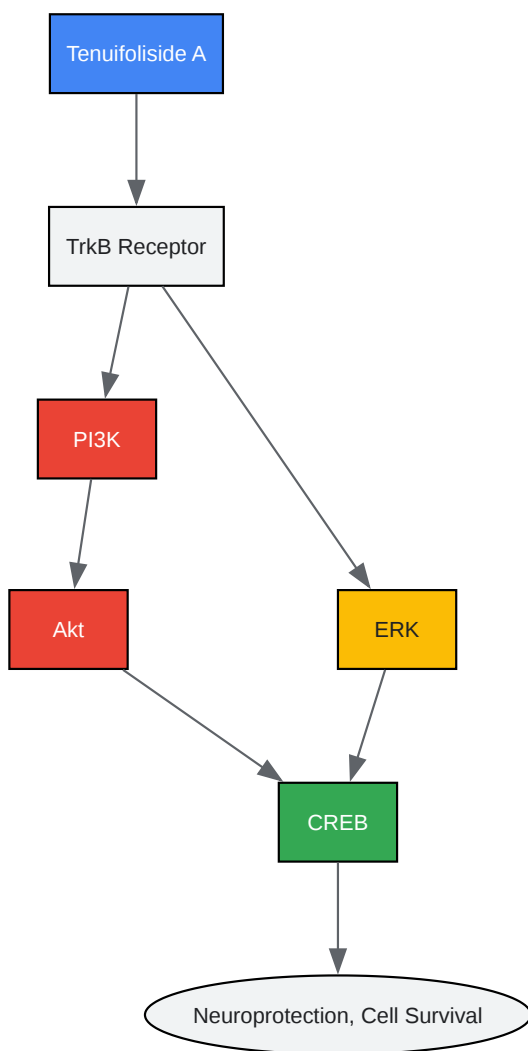 Tenuifoliside A
TrkB Receptor
PI3K
Akt
ERK
CREB
Neuroprotection, Cell Survival